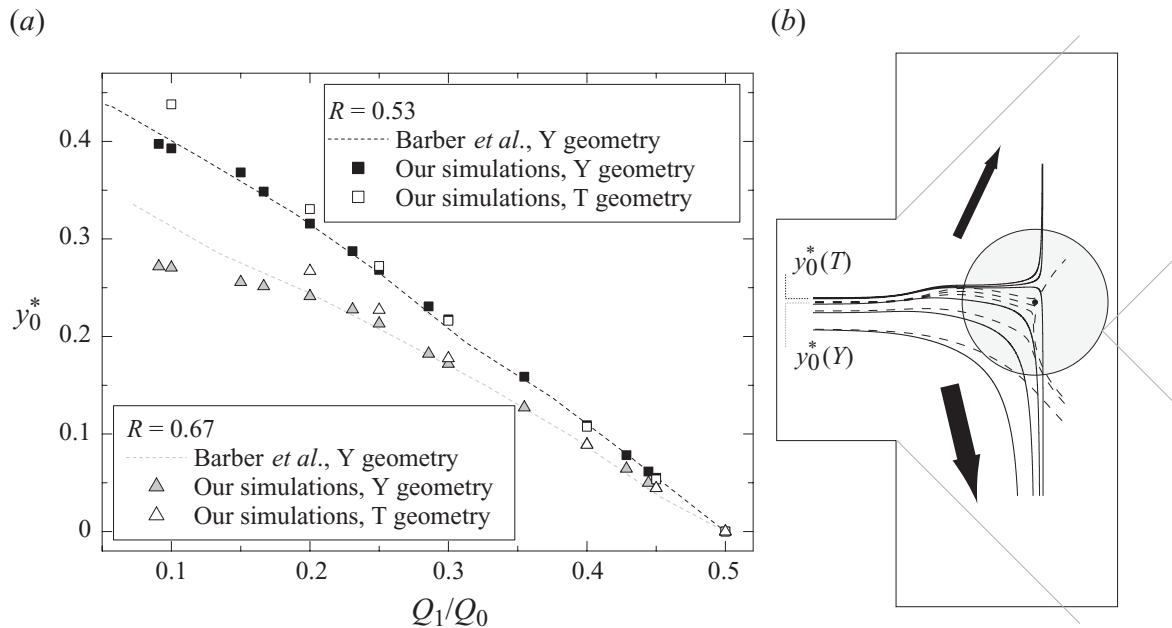 (a)
(b)
R = 0.53
Barber et al., Y geometry
Our simulations, Y geometry
Our simulations, T geometry
R = 0.67
Barber et al., Y geometry
Our simulations, Y geometry
Our simulations, T geometry
0.4
0.3
0.2
0.1
0
y₀*
0.1 0.2 0.3 0.4 0.5
Q₁/Q₀
y₀*(T)
y₀*(Y)